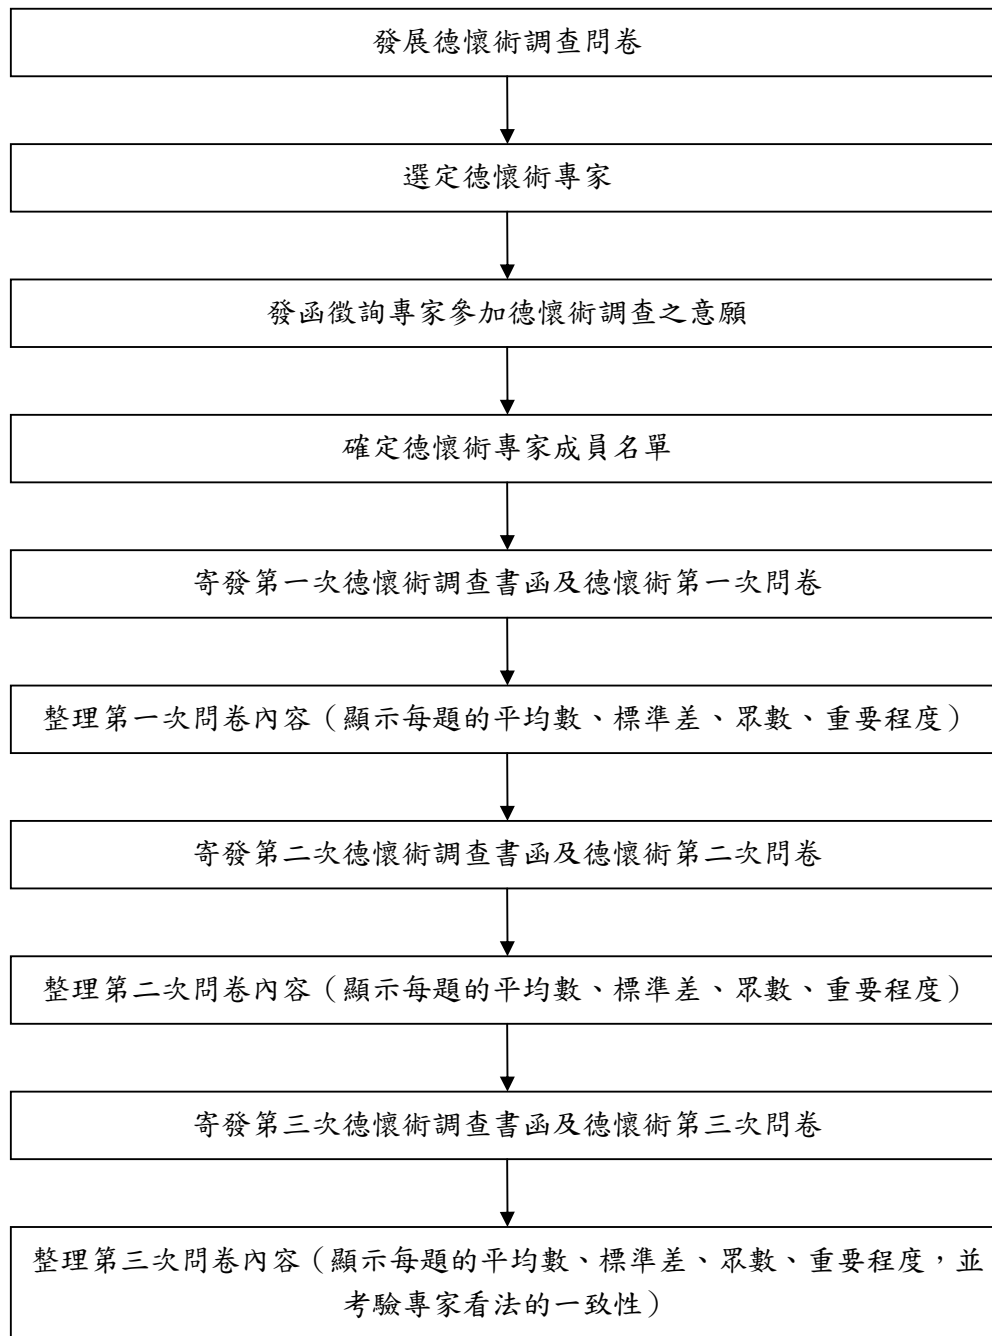 發展德懷術調查問卷
選定德懷術專家
發函徵詢專家參加德懷術調查之意願
確定德懷術專家成員名單
寄發第一次德懷術調查書函及德懷術第一次問卷
整理第一次問卷內容（顯示每題的平均數、標準差、眾數、重要程度）
寄發第二次德懷術調查書函及德懷術第二次問卷
整理第二次問卷內容（顯示每題的平均數、標準差、眾數、重要程度）
寄發第三次德懷術調查書函及德懷術第三次問卷
整理第三次問卷內容（顯示每題的平均數、標準差、眾數、重要程度，並
考驗專家看法的一致性）